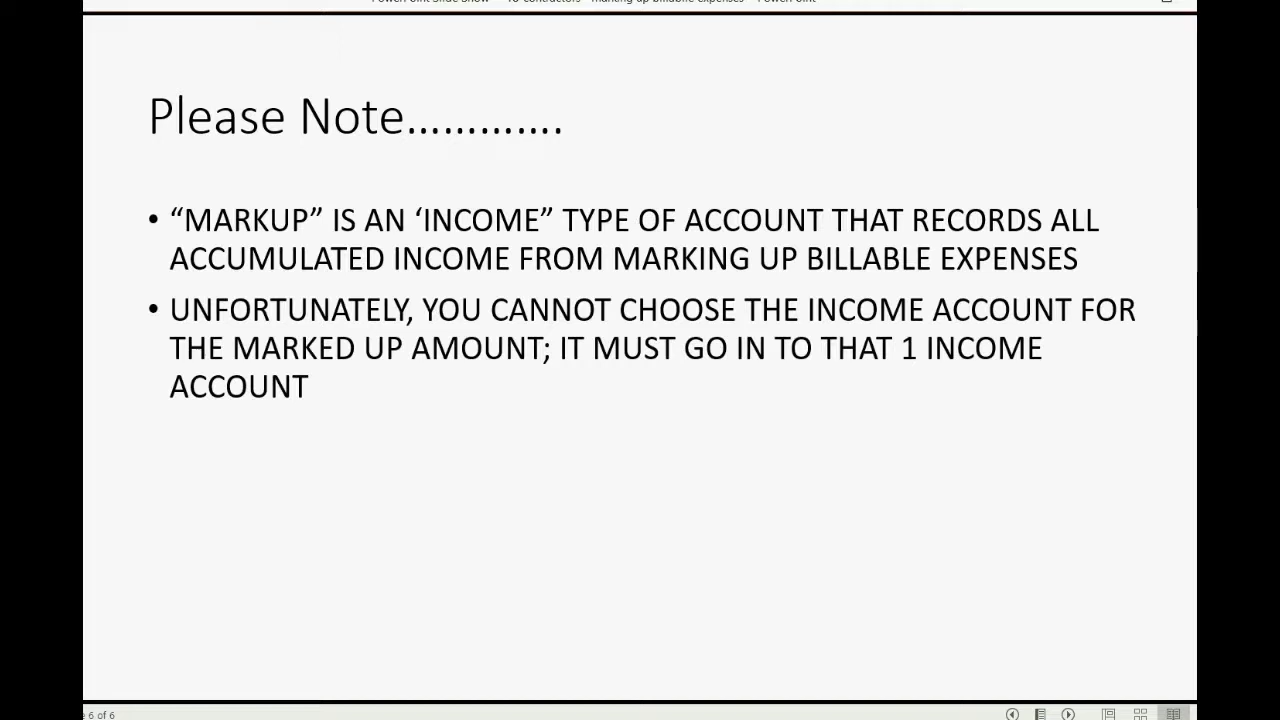 Please Note.............
• “MARKUP” IS AN ‘INCOME” TYPE OF ACCOUNT THAT RECORDS ALL
ACCUMULATED INCOME FROM MARKING UP BILLABLE EXPENSES
• UNFORTUNATELY, YOU CANNOT CHOOSE THE INCOME ACCOUNT FOR
THE MARKED UP AMOUNT; IT MUST GO IN TO THAT 1 INCOME
ACCOUNT
6 of 6